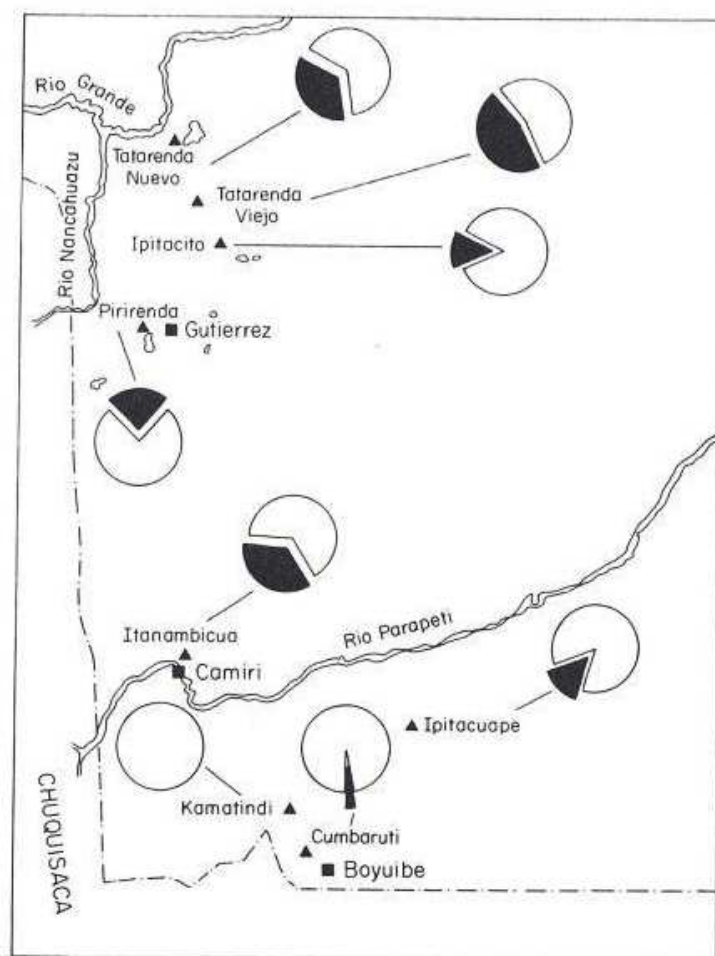 Rio Grande
Tatarenda
Nuevo
Tatarenda
Viejo
Rio Nancahuazu
Ipitacito
Pirirenda
Gutierrez
Itanambicua
Rio Parapeti
Camiri
Ipitacuape
Kamatindi
Cumbaruti
Boyuibe
CHUQUISACA